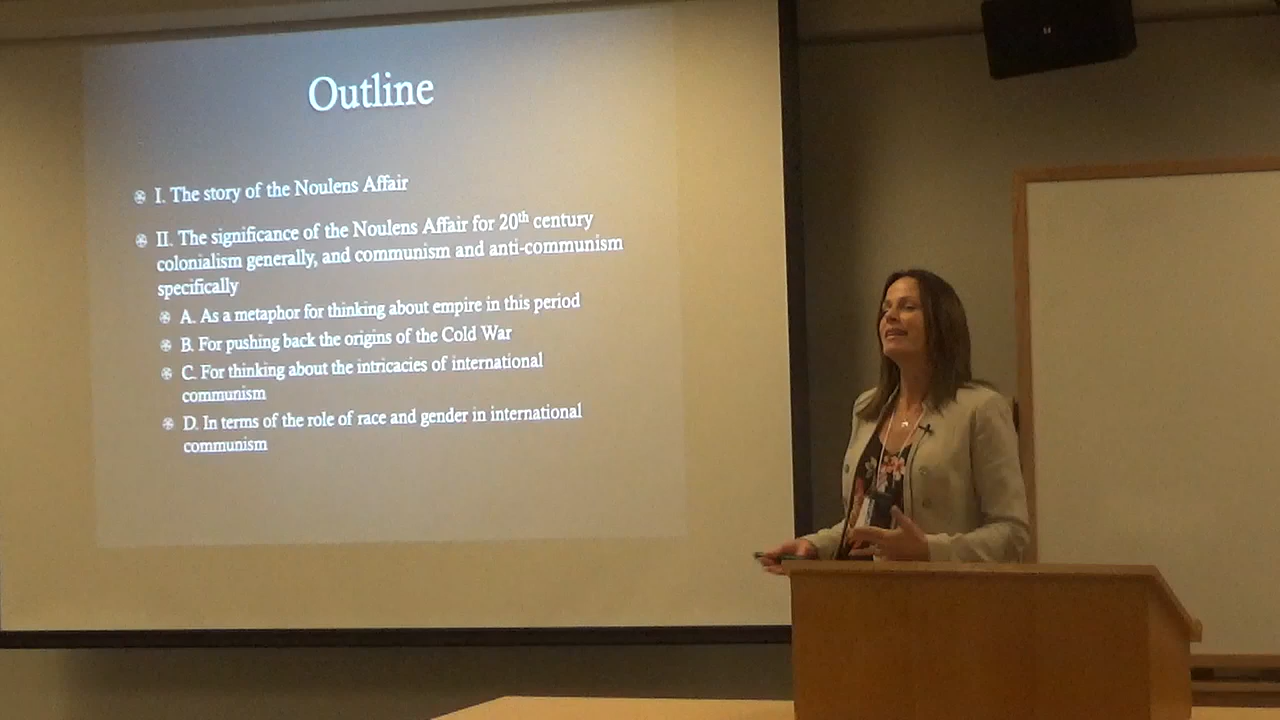 Outline
I. The story of the Noulens Affair
II. The significance of the Noulens Affair for 20th century
colonialism generally, and communism and anti-communism
specifically
A. As a metaphor for thinking about empire in this period
B. For pushing back the origins of the Cold War
C. For thinking about the intricacies of international
communism
D. In terms of the role of race and gender in international
communism